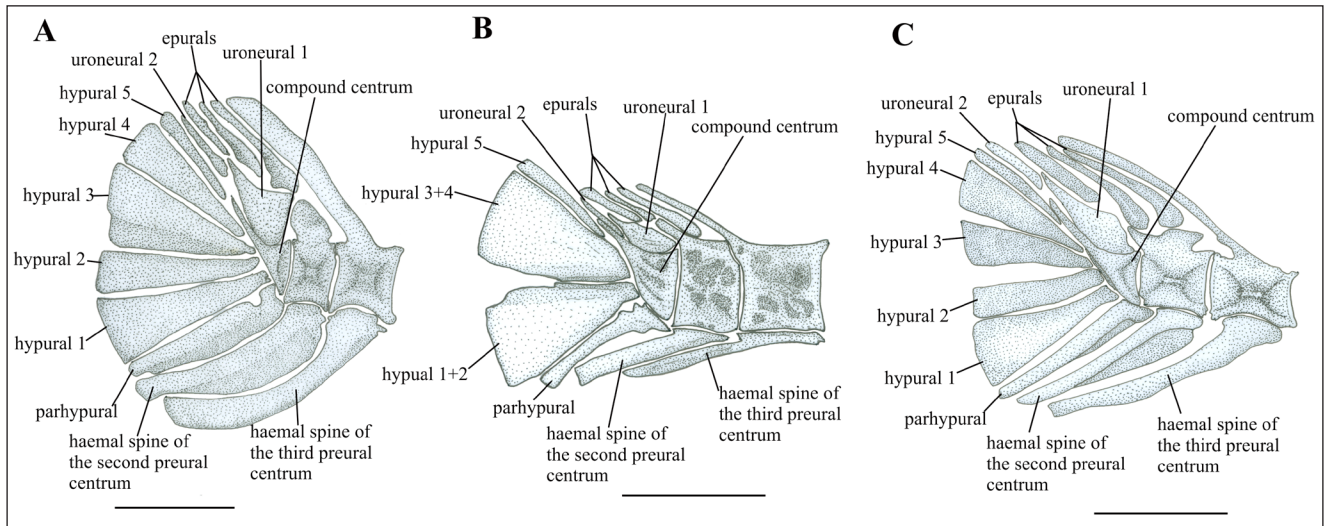 A
epurals
uroneural 1
uroneural 2
compound centrum
hypural 5
hypural 4
hypural 3
hypural 2
hypural 1
parhypural
haemal spine of
the second preural
centrum
haemal spine of
the third preural
centrum
B
epurals
uroneural 1
uroneural 2
compound centrum
hypural 5
hypural 3+4
hypual 1+2
parhypural
haemal spine of
the second preural
centrum
haemal spine of
the third preural
centrum
C
uroneural 1
epurals
uroneural 2
compound centrum
hypural 5
hypural 4
hypural 3
hypural 2
hypural 1
parhypural
haemal spine of
the second preural
centrum
haemal spine of
the third preural
centrum